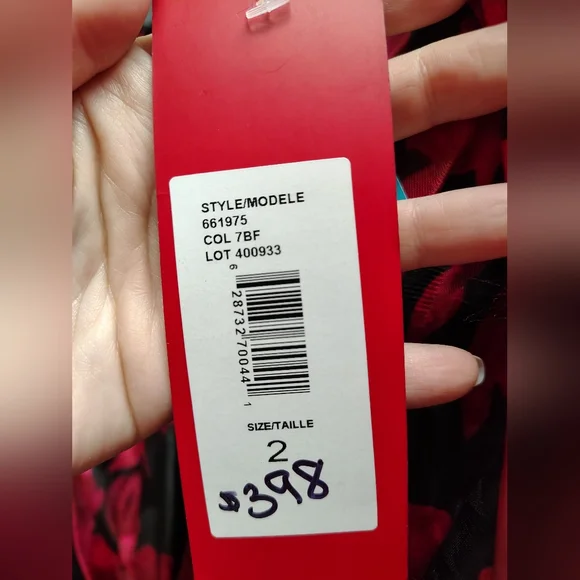 STYLE/MODELE
661975
COL 7BF
LOT 400933
6 28732 70044 1
SIZE/TAILLE
2
$398